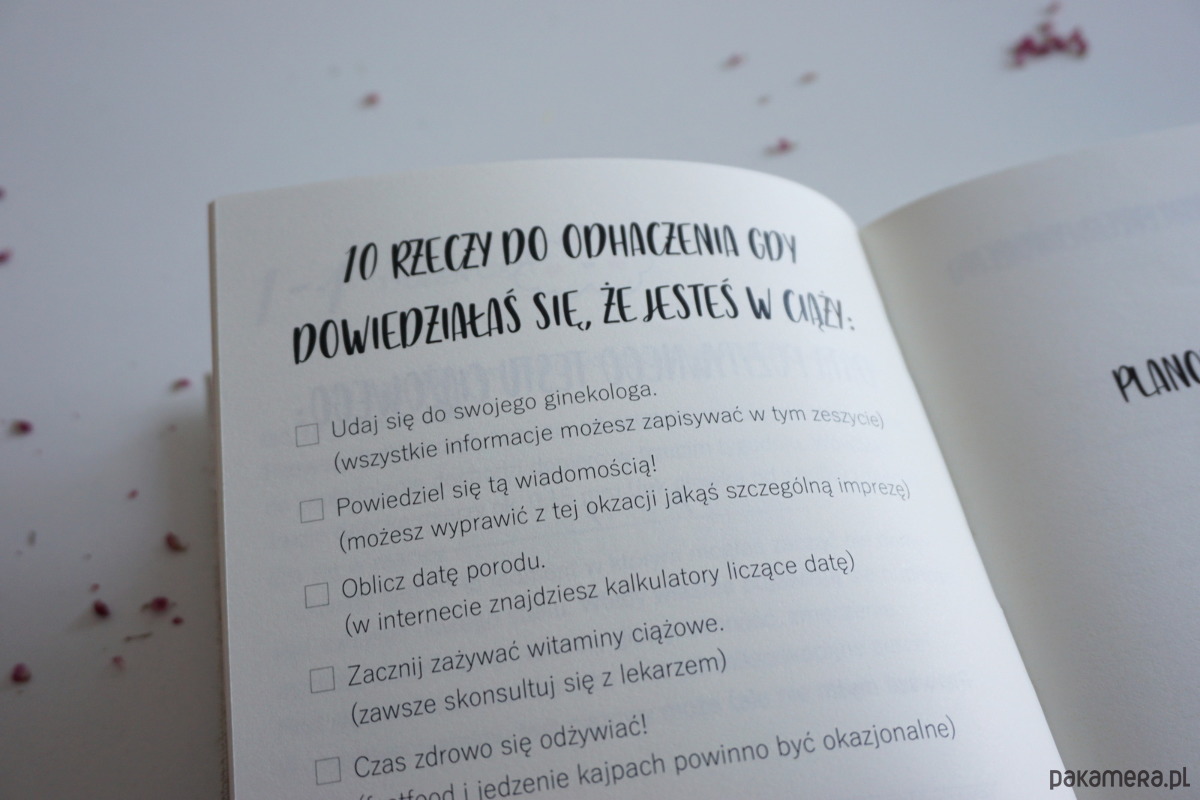 10 RZECZY DO ODHACZENIA GDY
DOWIEDZIAŁAŚ SIĘ, ŻE JESTEŚ W CIĄŻY:
Udaj się do swojego ginekologa.
(wszystkie informacje możesz zapisywać w tym zeszycie)
Powiedziel się tą wiadomością!
(możesz wyprawić z tej okzacji jakąś szczególną imprezę)
Oblicz datę porodu.
(w internecie znajdziesz kalkulatory liczące datę)
Zacznij zażywać witaminy ciążowe.
(zawsze skonsultuj się z lekarzem)
Czas zdrowo się odżywiać!
(fastfood i jedzenie kajpach powinno być okazjonalne)
PLANO
pakamera.pl